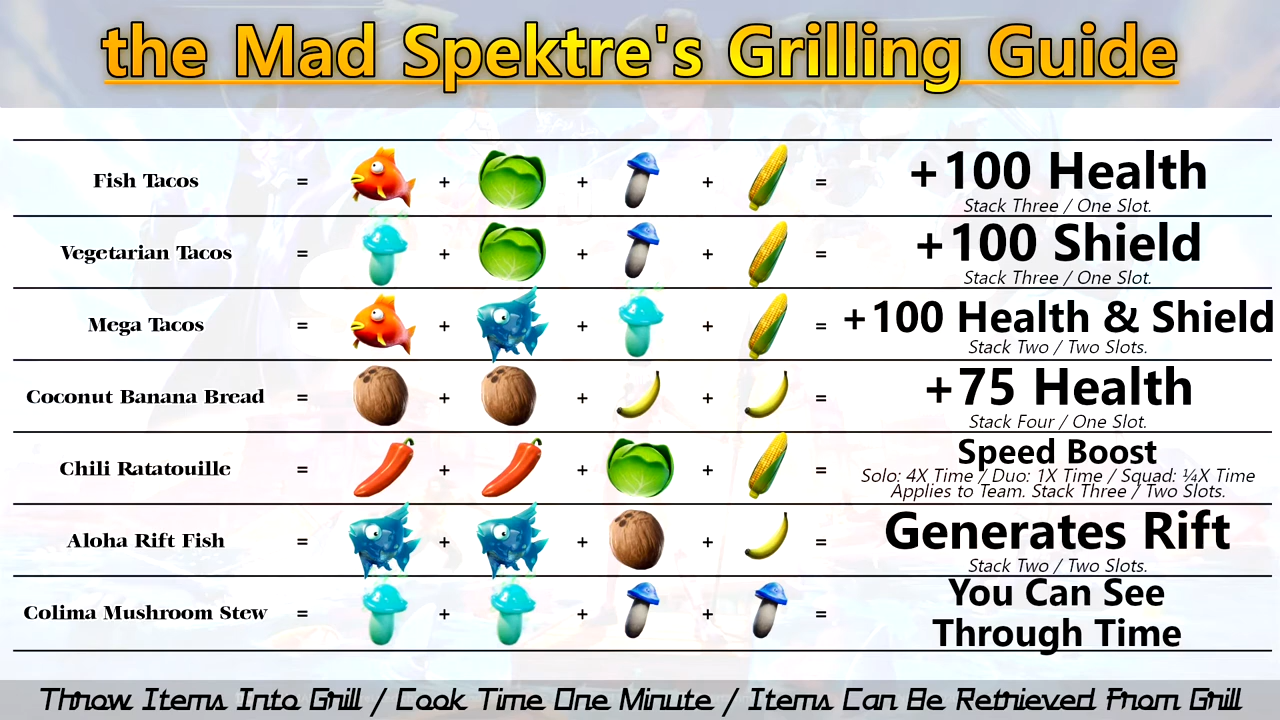 the Mad Spektre's Grilling Guide
Fish Tacos = + + + = +100 Health
Stack Three / One Slot.
Vegetarian Tacos = + + + = +100 Shield
Stack Three / One Slot.
Mega Tacos = + + + = +100 Health & Shield
Stack Two / Two Slots.
Coconut Banana Bread = + + + = +75 Health
Stack Four / One Slot.
Chili Ratatouille = + + + = Speed Boost
Solo: 4X Time / Duo: 1X Time / Squad: ¼X Time
Applies to Team. Stack Three / Two Slots.
Aloha Rift Fish = + + + = Generates Rift
Stack Two / Two Slots.
Colima Mushroom Stew = + + + = You Can See
Through Time
Throw Items Into Grill / Cook Time One Minute / Items Can Be Retrieved From Grill